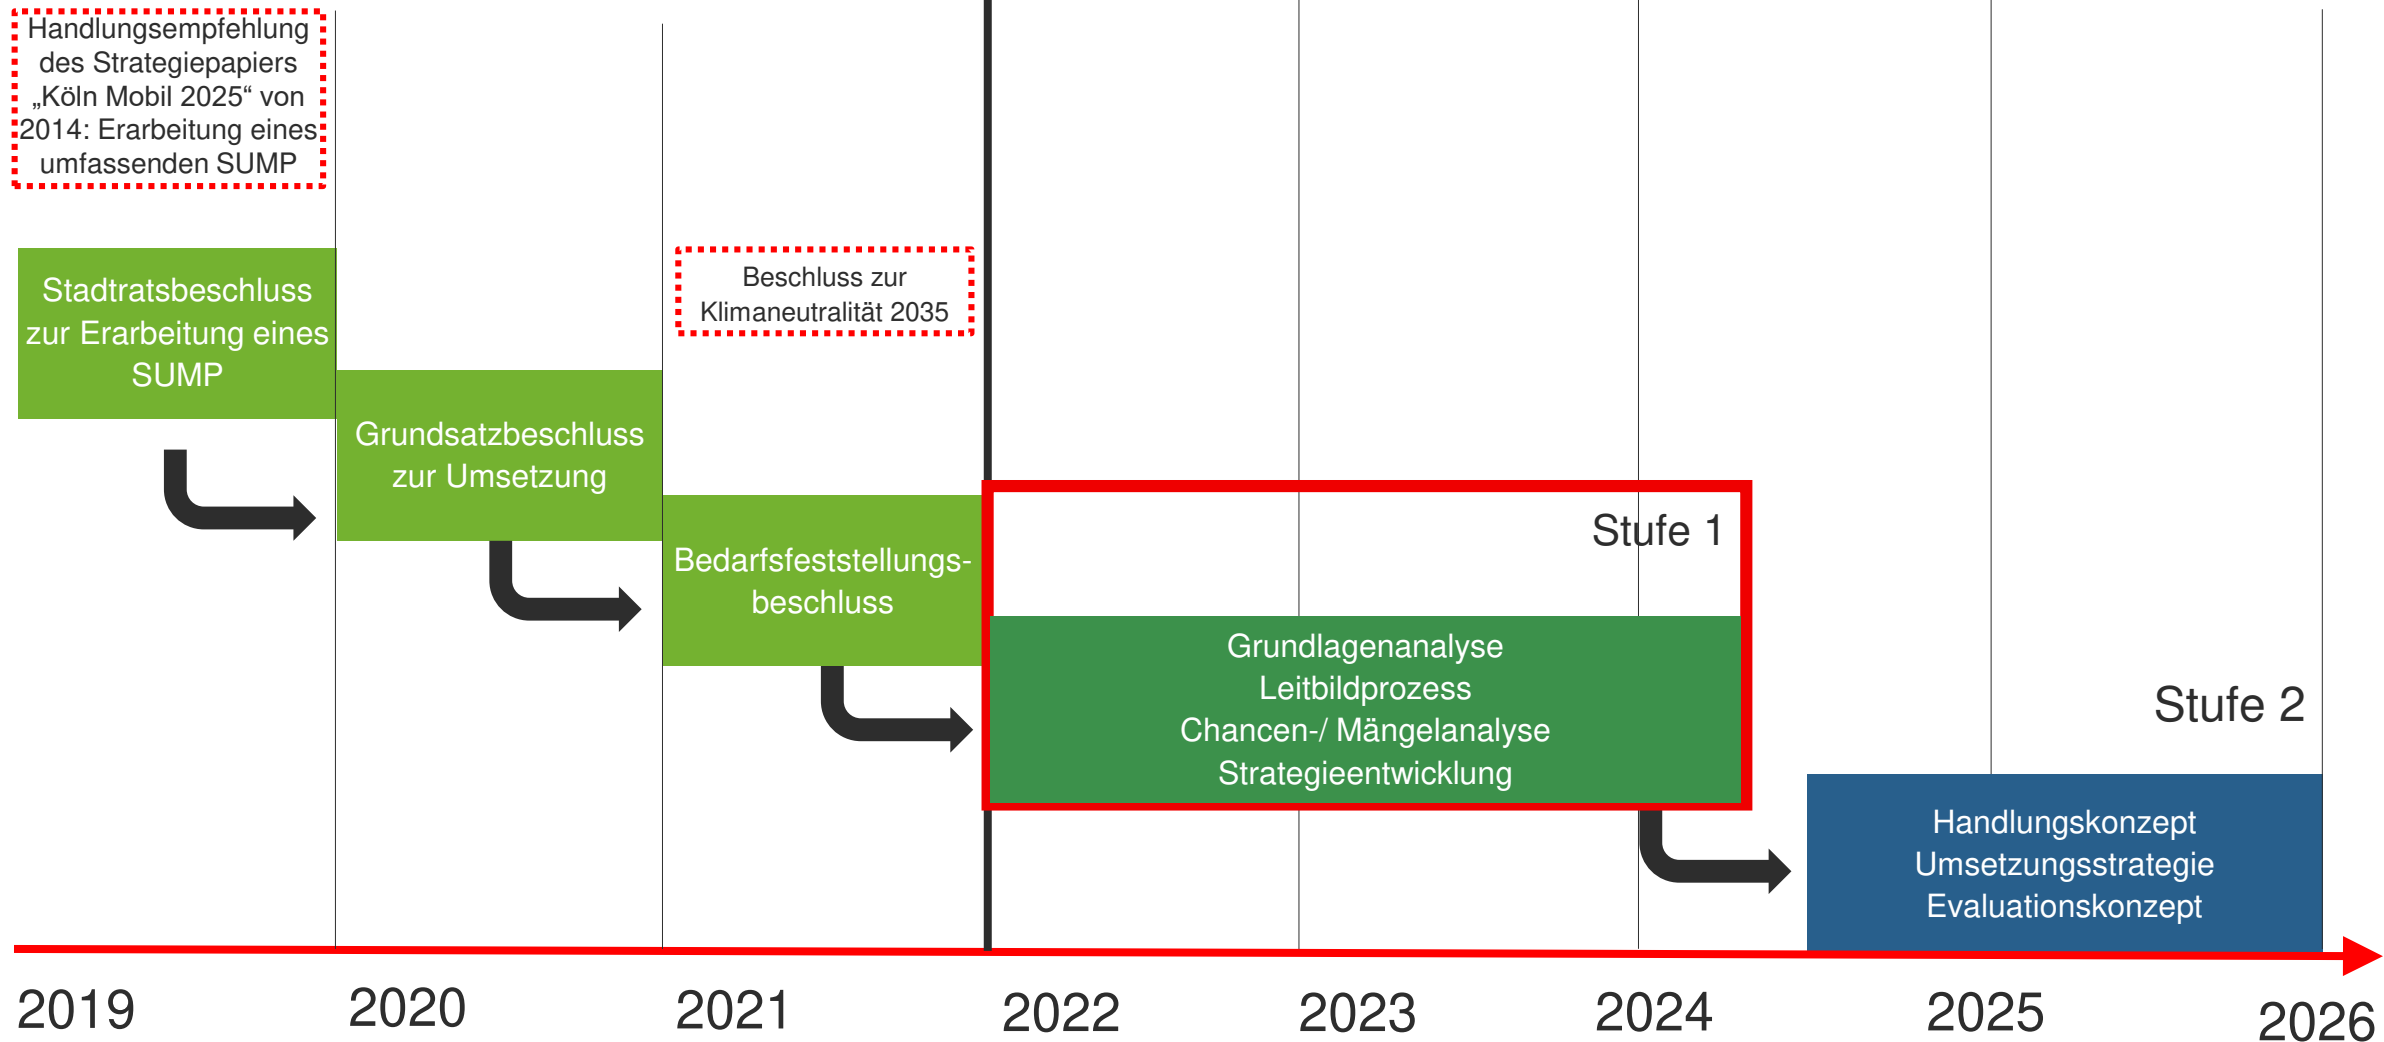 Handlungsempfehlung
des Strategiepapiers
„Köln Mobil 2025“ von
2014: Erarbeitung eines
umfassenden SUMP
Stadtratsbeschluss
zur Erarbeitung eines
SUMP
Grundsatzbeschluss
zur Umsetzung
Beschluss zur
Klimaneutralität 2035
Bedarfsfeststellungs-
beschluss
Stufe 1
Grundlagenanalyse
Leitbildprozess
Chancen-/ Mängelanalyse
Strategieentwicklung
Stufe 2
Handlungskonzept
Umsetzungsstrategie
Evaluationskonzept
2019
2020
2021
2022
2023
2024
2025
2026